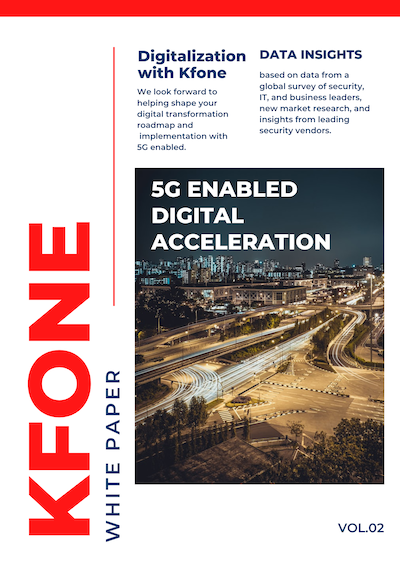 Digitalization
with Kfone
We look forward to
helping shape your
digital transformation
roadmap and
implementation with
5G enabled.
DATA INSIGHTS
based on data from a
global survey of security,
IT, and business leaders,
new market research, and
insights from leading
security vendors.
5G ENABLED
DIGITAL
ACCELERATION
KFONE
WHITE PAPER
VOL.02